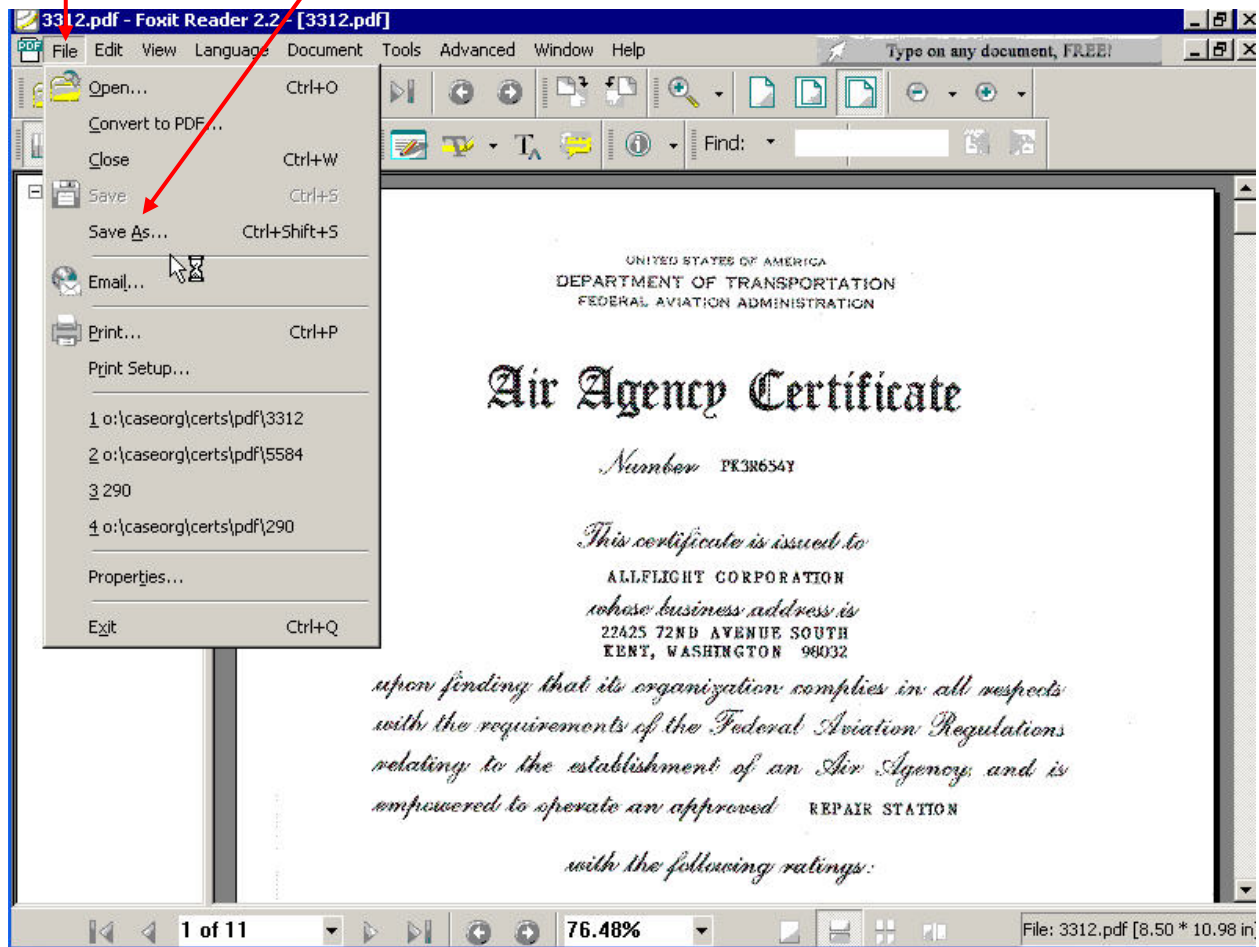 3312.pdf - Foxit Reader 2.2 - [3312.pdf]
File Edit View Language Document Tools Advanced Window Help Type on any document, FREE!
Open... Ctrl+O
Convert to PDF...
Close Ctrl+W
Save Ctrl+S
Save As... Ctrl+Shift+S
Email...
Print... Ctrl+P
Print Setup...
1 o:\caseorg\certs\pdf\3312
2 o:\caseorg\certs\pdf\5584
3 290
4 o:\caseorg\certs\pdf\290
Properties...
Exit Ctrl+Q
Find:
UNITED STATES OF AMERICA
DEPARTMENT OF TRANSPORTATION
FEDERAL AVIATION ADMINISTRATION
Air Agency Certificate
Number PK3R654Y
This certificate is issued to
ALLFLIGHT CORPORATION
whose business address is
22425 72ND AVENUE SOUTH
KENT, WASHINGTON 98032
upon finding that its organization complies in all respects
with the requirements of the Federal Aviation Regulations
relating to the establishment of an Air Agency, and is
empowered to operate an approved REPAIR STATION
with the following ratings:
1 of 11 76.48% File: 3312.pdf [8.50 * 10.98 in]